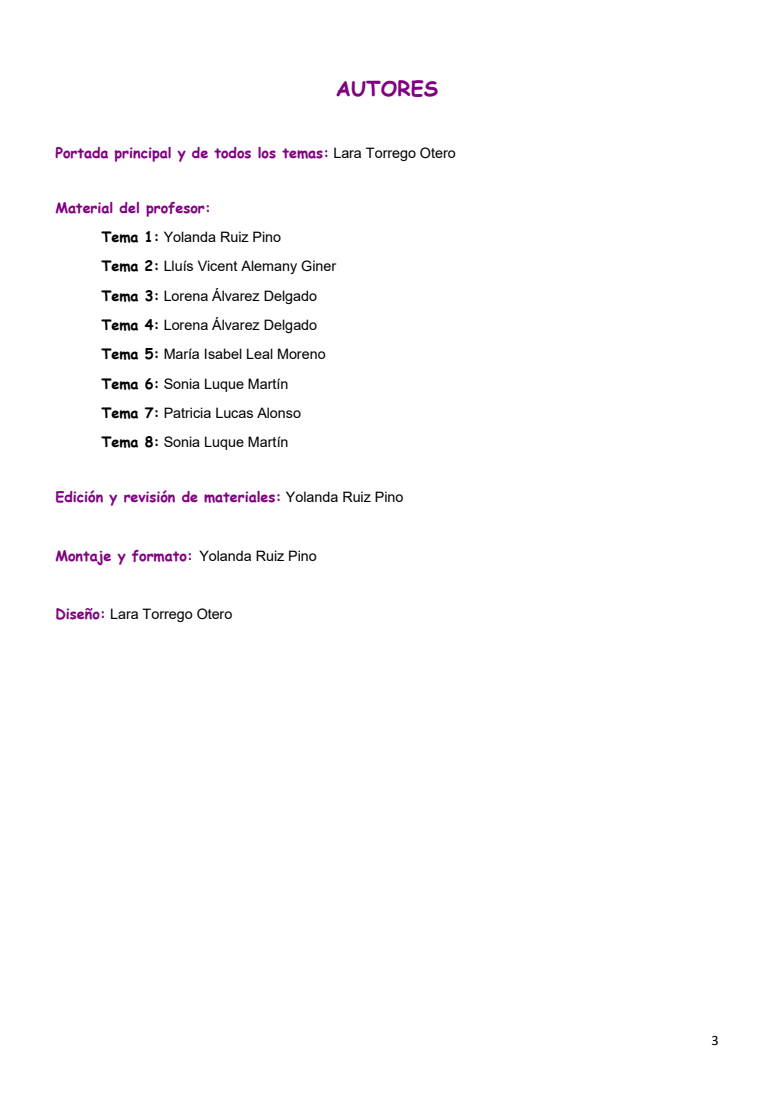 AUTORES
Portada principal y de todos los temas: Lara Torrego Otero
Material del profesor:
Tema 1: Yolanda Ruiz Pino
Tema 2: Lluís Vicent Alemany Giner
Tema 3: Lorena Álvarez Delgado
Tema 4: Lorena Álvarez Delgado
Tema 5: María Isabel Leal Moreno
Tema 6: Sonia Luque Martín
Tema 7: Patricia Lucas Alonso
Tema 8: Sonia Luque Martín
Edición y revisión de materiales: Yolanda Ruiz Pino
Montaje y formato: Yolanda Ruiz Pino
Diseño: Lara Torrego Otero
3